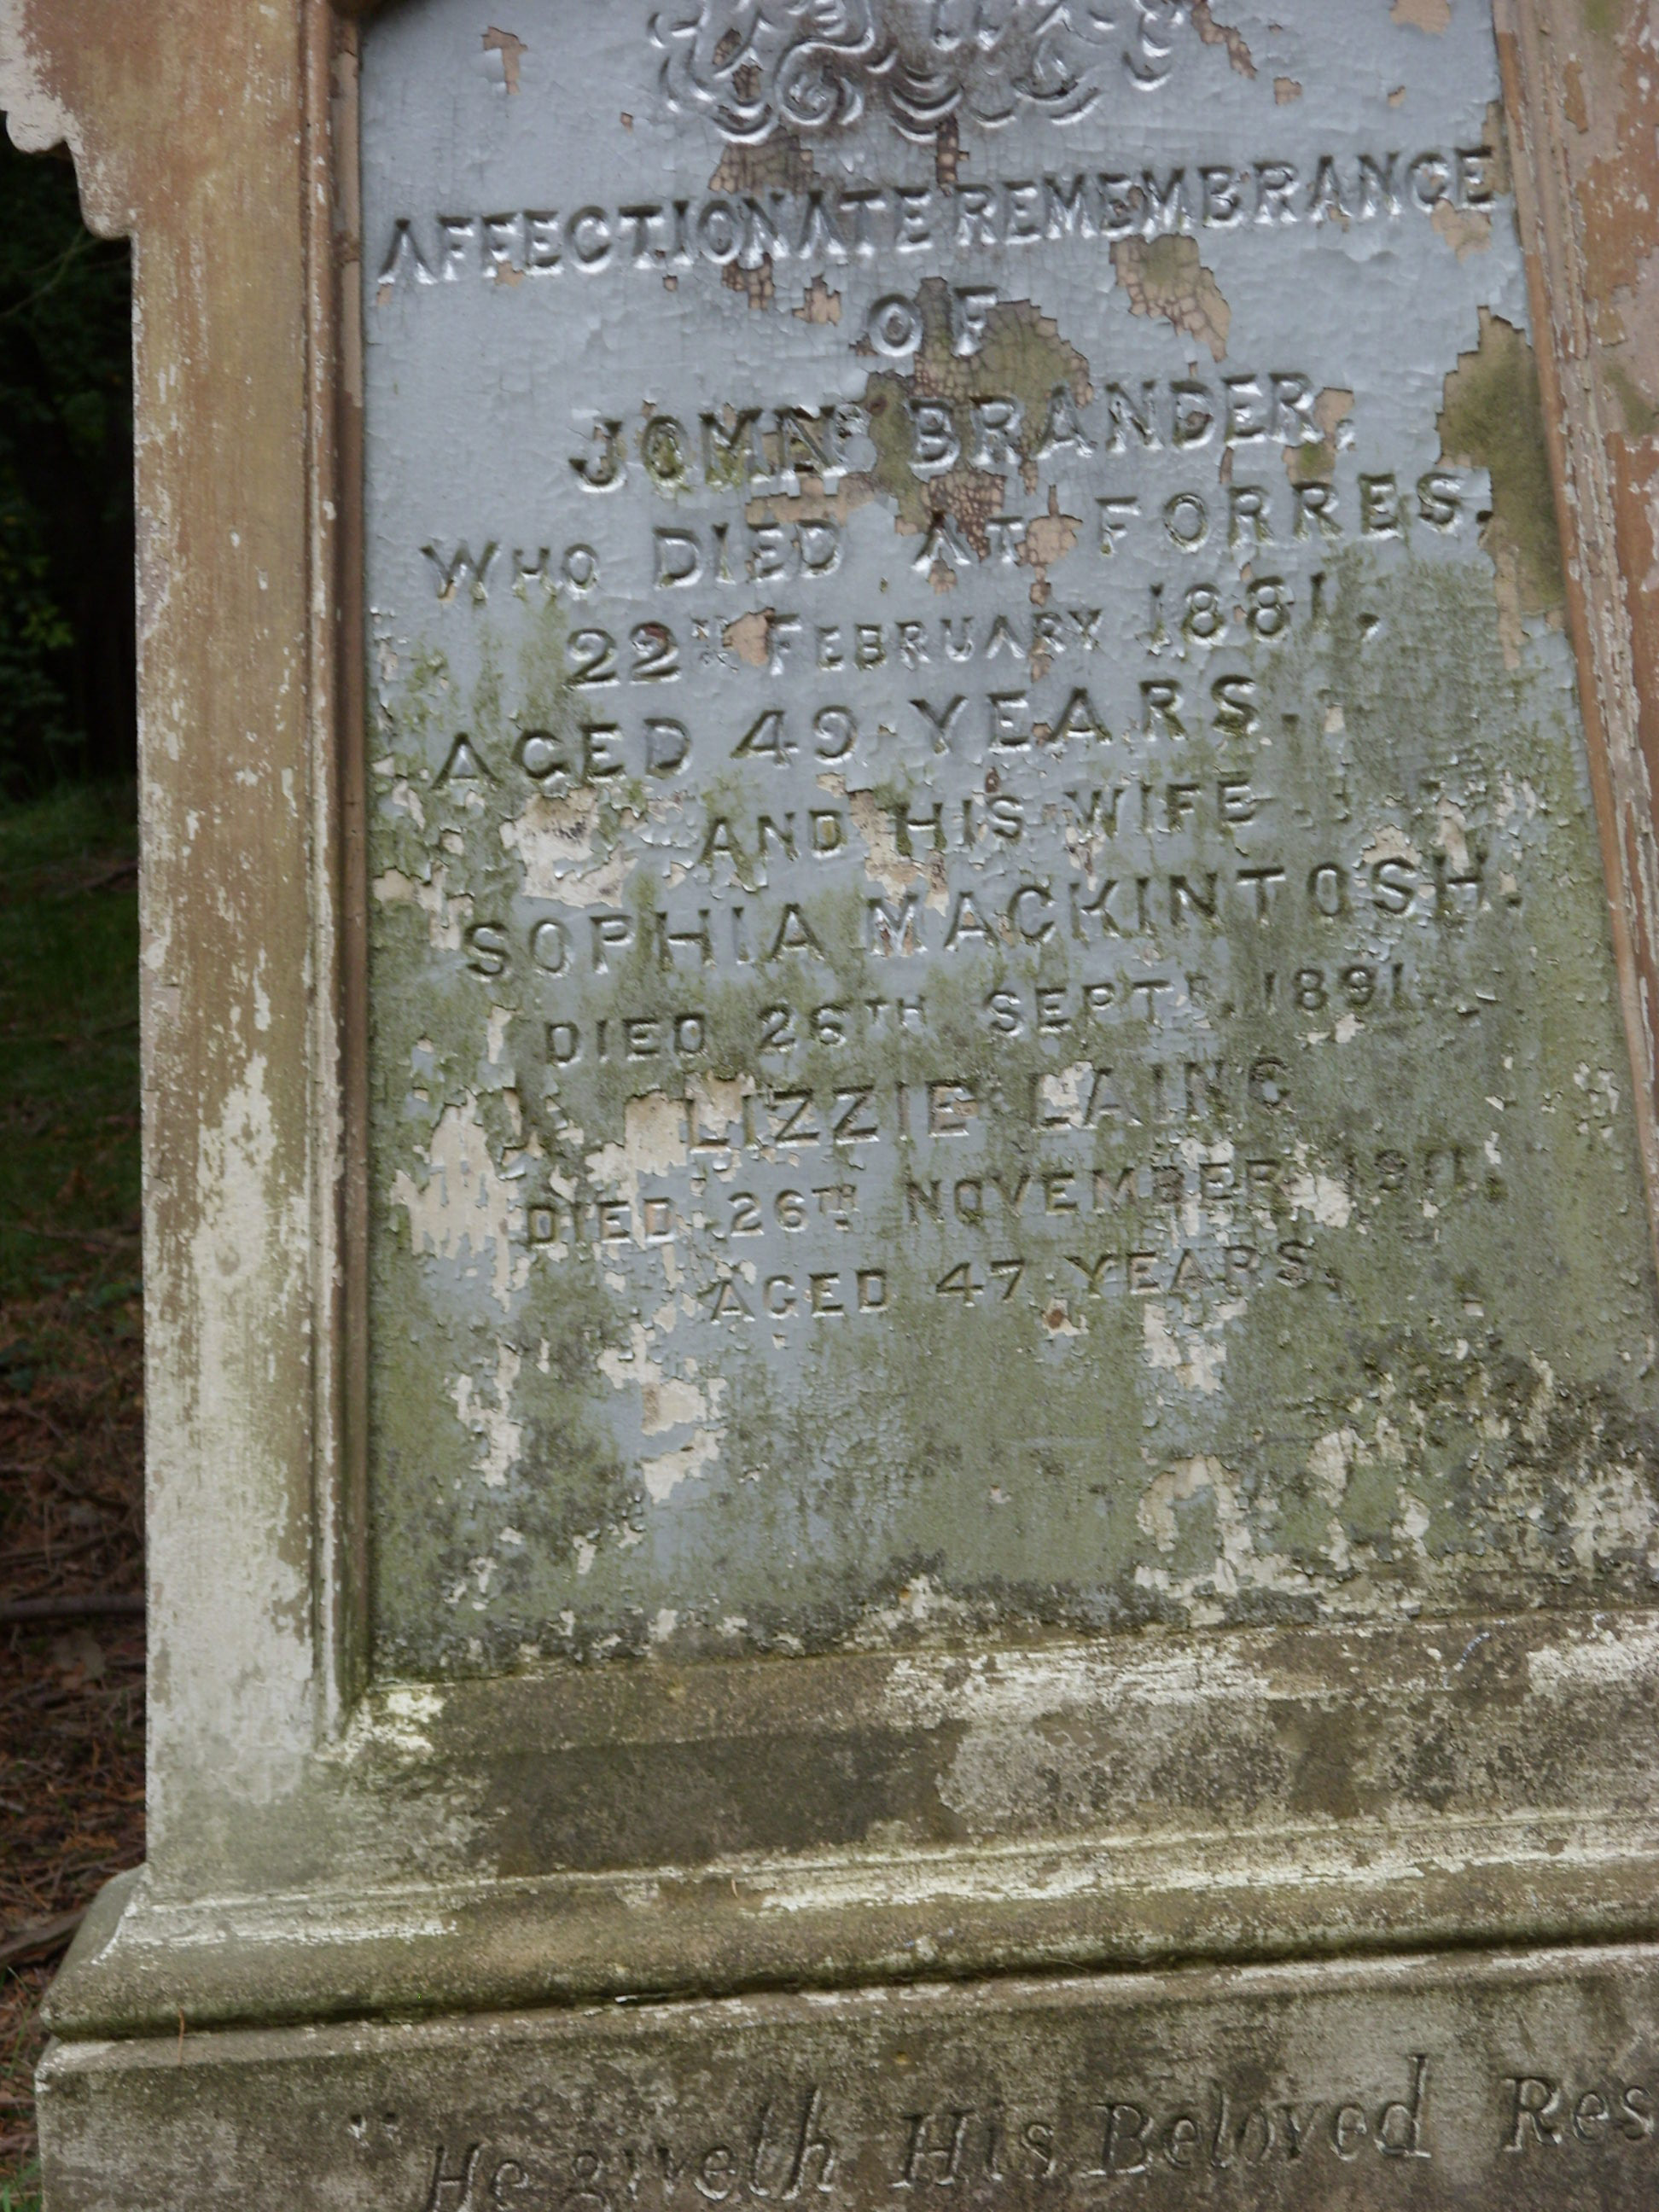 AFFECTIONATE REMEMBRANCE
OF
JOHN BRANDER,
WHO DIED AT FORRES,
22ND FEBRUARY 1881,
AGED 49 YEARS.
AND HIS WIFE
SOPHIA MACKINTOSH.
DIED 26TH SEPTR. 1891.
LIZZIE LAING
DIED 26TH NOVEMBER 1911.
AGED 47 YEARS.
"He giveth His Beloved Res